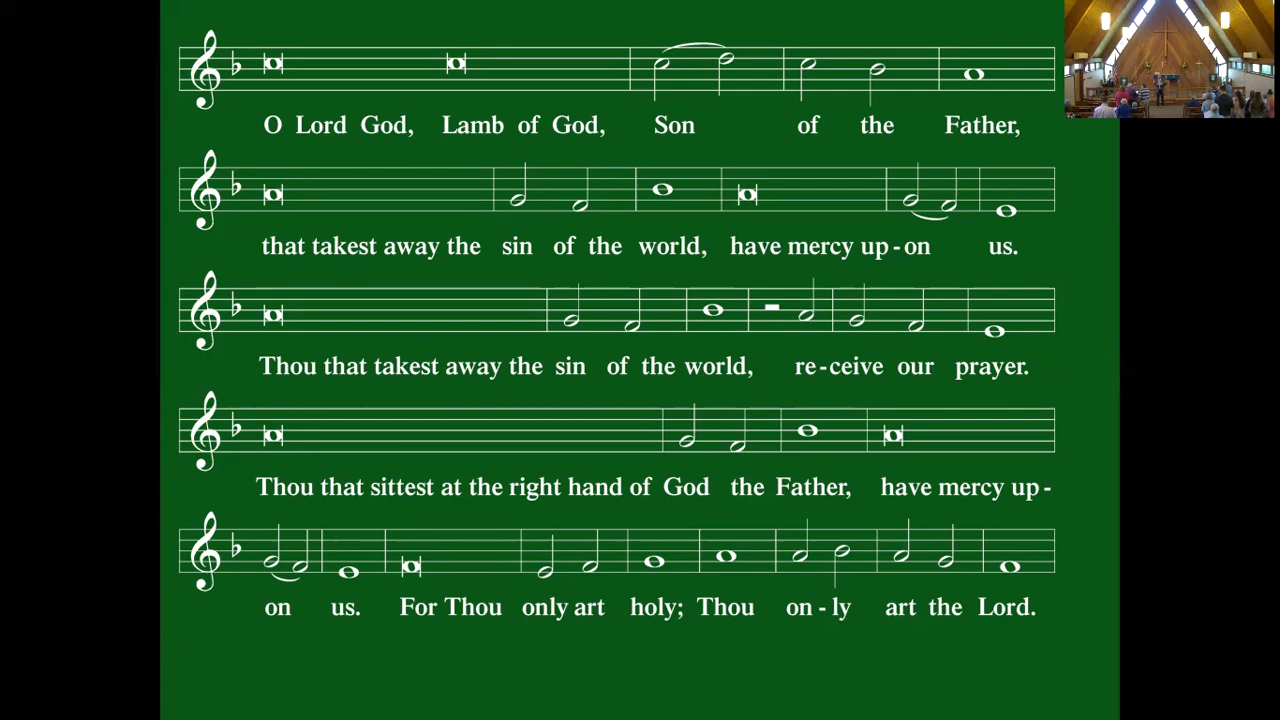 O Lord God, Lamb of God, Son of the Father,
that takest away the sin of the world, have mercy up-on us.
Thou that takest away the sin of the world, re-ceive our prayer.
Thou that sittest at the right hand of God the Father, have mercy up-
on us. For Thou only art holy; Thou on-ly art the Lord.